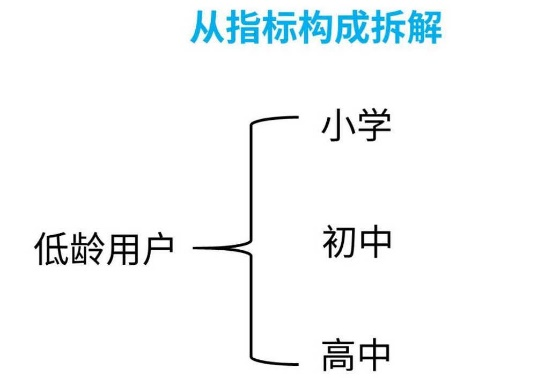 从指标构成拆解
小学
低龄用户
初中
高中